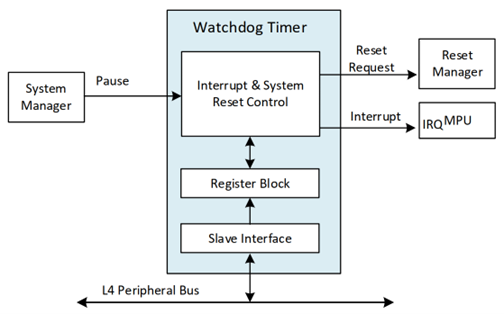 Watchdog Timer
System
Manager
Pause
Interrupt & System
Reset Control
Reset
Request
Reset
Manager
Interrupt
IRQ MPU
Register Block
Slave Interface
L4 Peripheral Bus